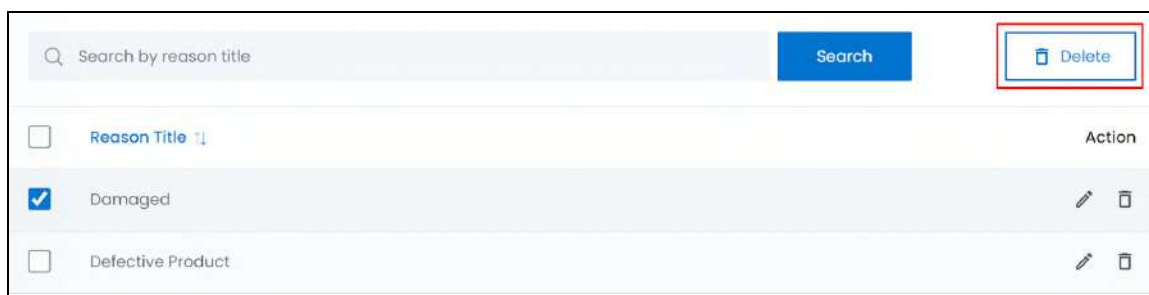 Search by reason title Search Delete
Reason Title Action
Damaged
Defective Product